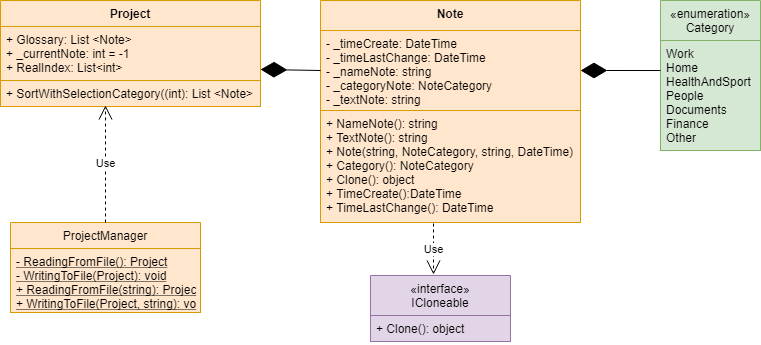 Project
+ Glossary: List <Note>
+ _currentNote: int = -1
+ RealIndex: List<int>
+ SortWithSelectionCategory((int): List <Note>
Note
- _timeCreate: DateTime
- _timeLastChange: DateTime
- _nameNote: string
- _categoryNote: NoteCategory
- _textNote: string
+ NameNote(): string
+ TextNote(): string
+ Note(string, NoteCategory, string, DateTime)
+ Category(): NoteCategory
+ Clone(): object
+ TimeCreate():DateTime
+ TimeLastChange(): DateTime
«enumeration»
Category
Work
Home
HealthAndSport
People
Documents
Finance
Other
Use
ProjectManager
- ReadingFromFile(): Project
- WritingToFile(Project): void
+ ReadingFromFile(string): Projec
+ WritingToFile(Project, string): vo
Use
«interface»
ICloneable
+ Clone(): object